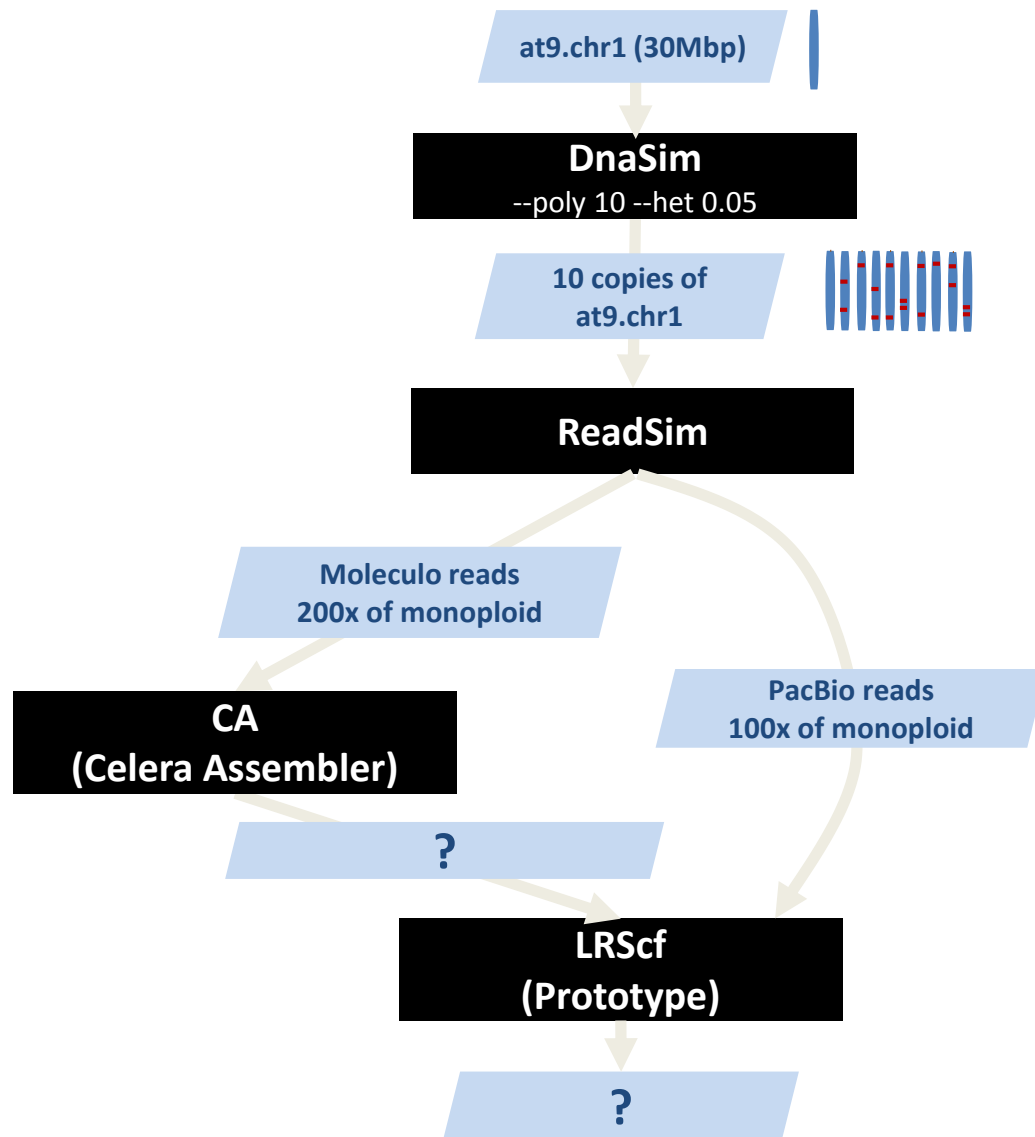 at9.chr1 (30Mbp)
DnaSim
--poly 10 --het 0.05
10 copies of
at9.chr1
ReadSim
Moleculo reads
200x of monoploid
PacBio reads
100x of monoploid
CA
(Celera Assembler)
?
LRScf
(Prototype)
?